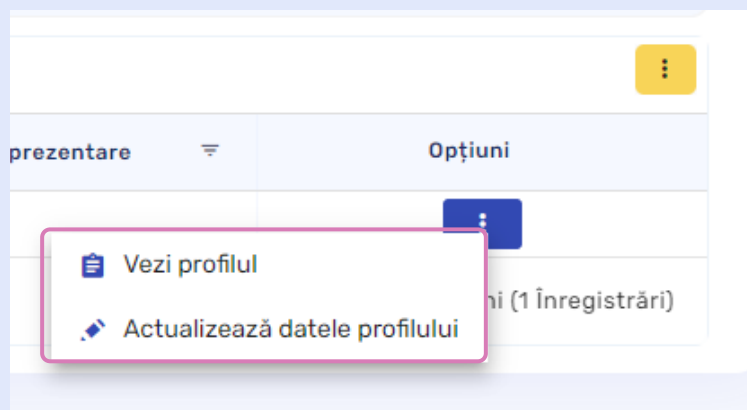 prezentare
Opțiuni
Vezi profilul
ni (1 Înregistrări)
Actualizează datele profilului